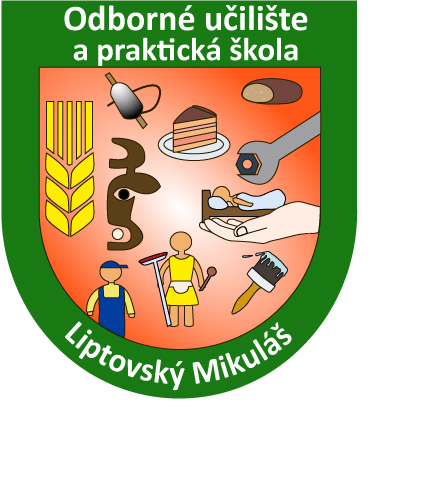 Odborné učilište
a praktická škola
Liptovský Mikuláš